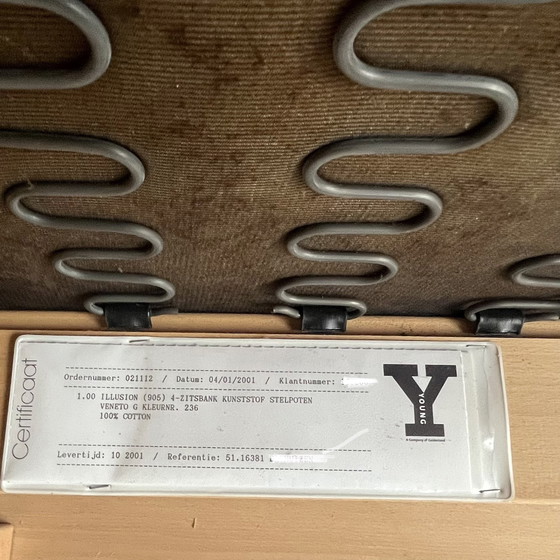 Certificaat
Ordernummer: 021112 / Datum: 04/01/2001 / Klantnummer:
1.00 ILLUSION (905) 4-ZITSBANK KUNSTSTOF STELPOTEN
VENETO G KLEURNR. 236
100% COTTON
Levertijd: 10 2001 / Referentie: 51.16381
Y
YOUNG